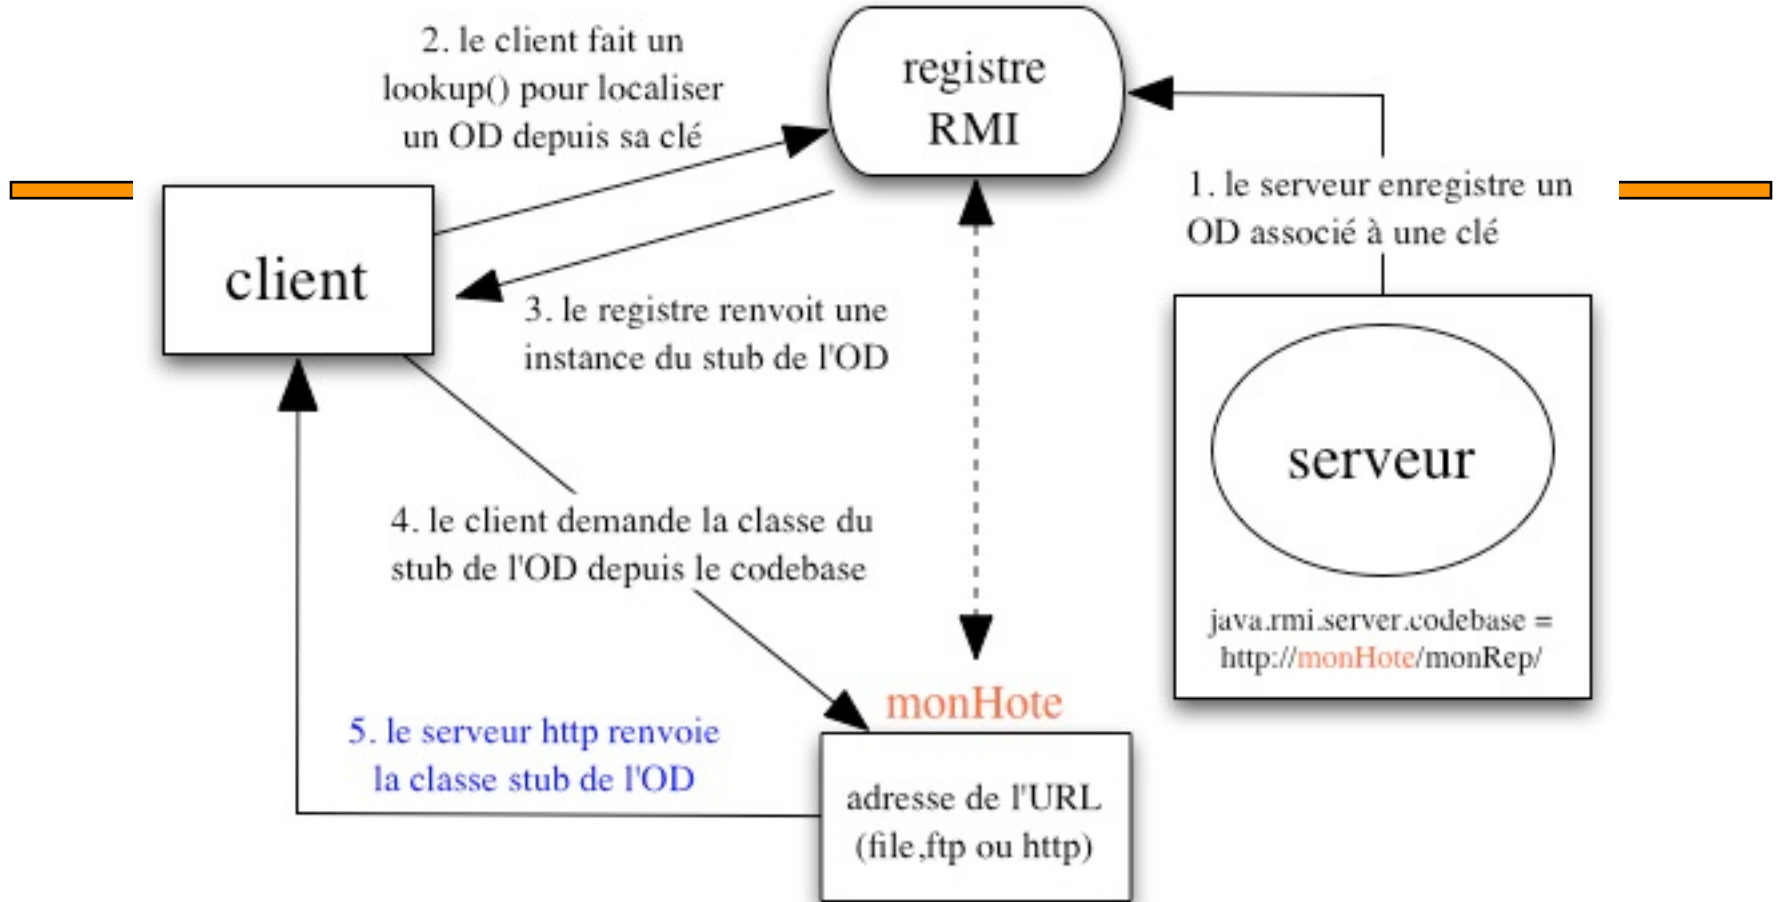 2. le client fait un
lookup() pour localiser
un OD depuis sa clé
registre
RMI
1. le serveur enregistre un
OD associé à une clé
client
3. le registre renvoit une
instance du stub de l'OD
serveur
4. le client demande la classe du
stub de l'OD depuis le codebase
java.rmi.server.codebase =
http://monHote/monRep/
monHote
5. le serveur http renvoie
la classe stub de l'OD
adresse de l'URL
(file,ftp ou http)